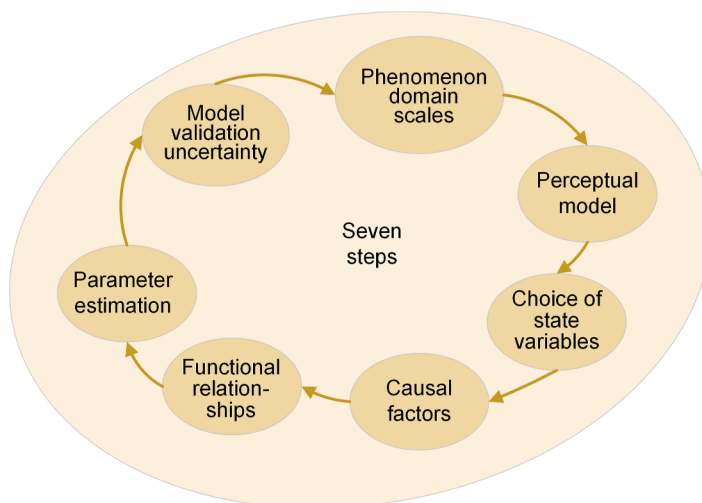 Phenomenon
domain
scales
Perceptual
model
Choice of
state
variables
Causal
factors
Functional
relation-
ships
Parameter
estimation
Model
validation
uncertainty
Seven
steps